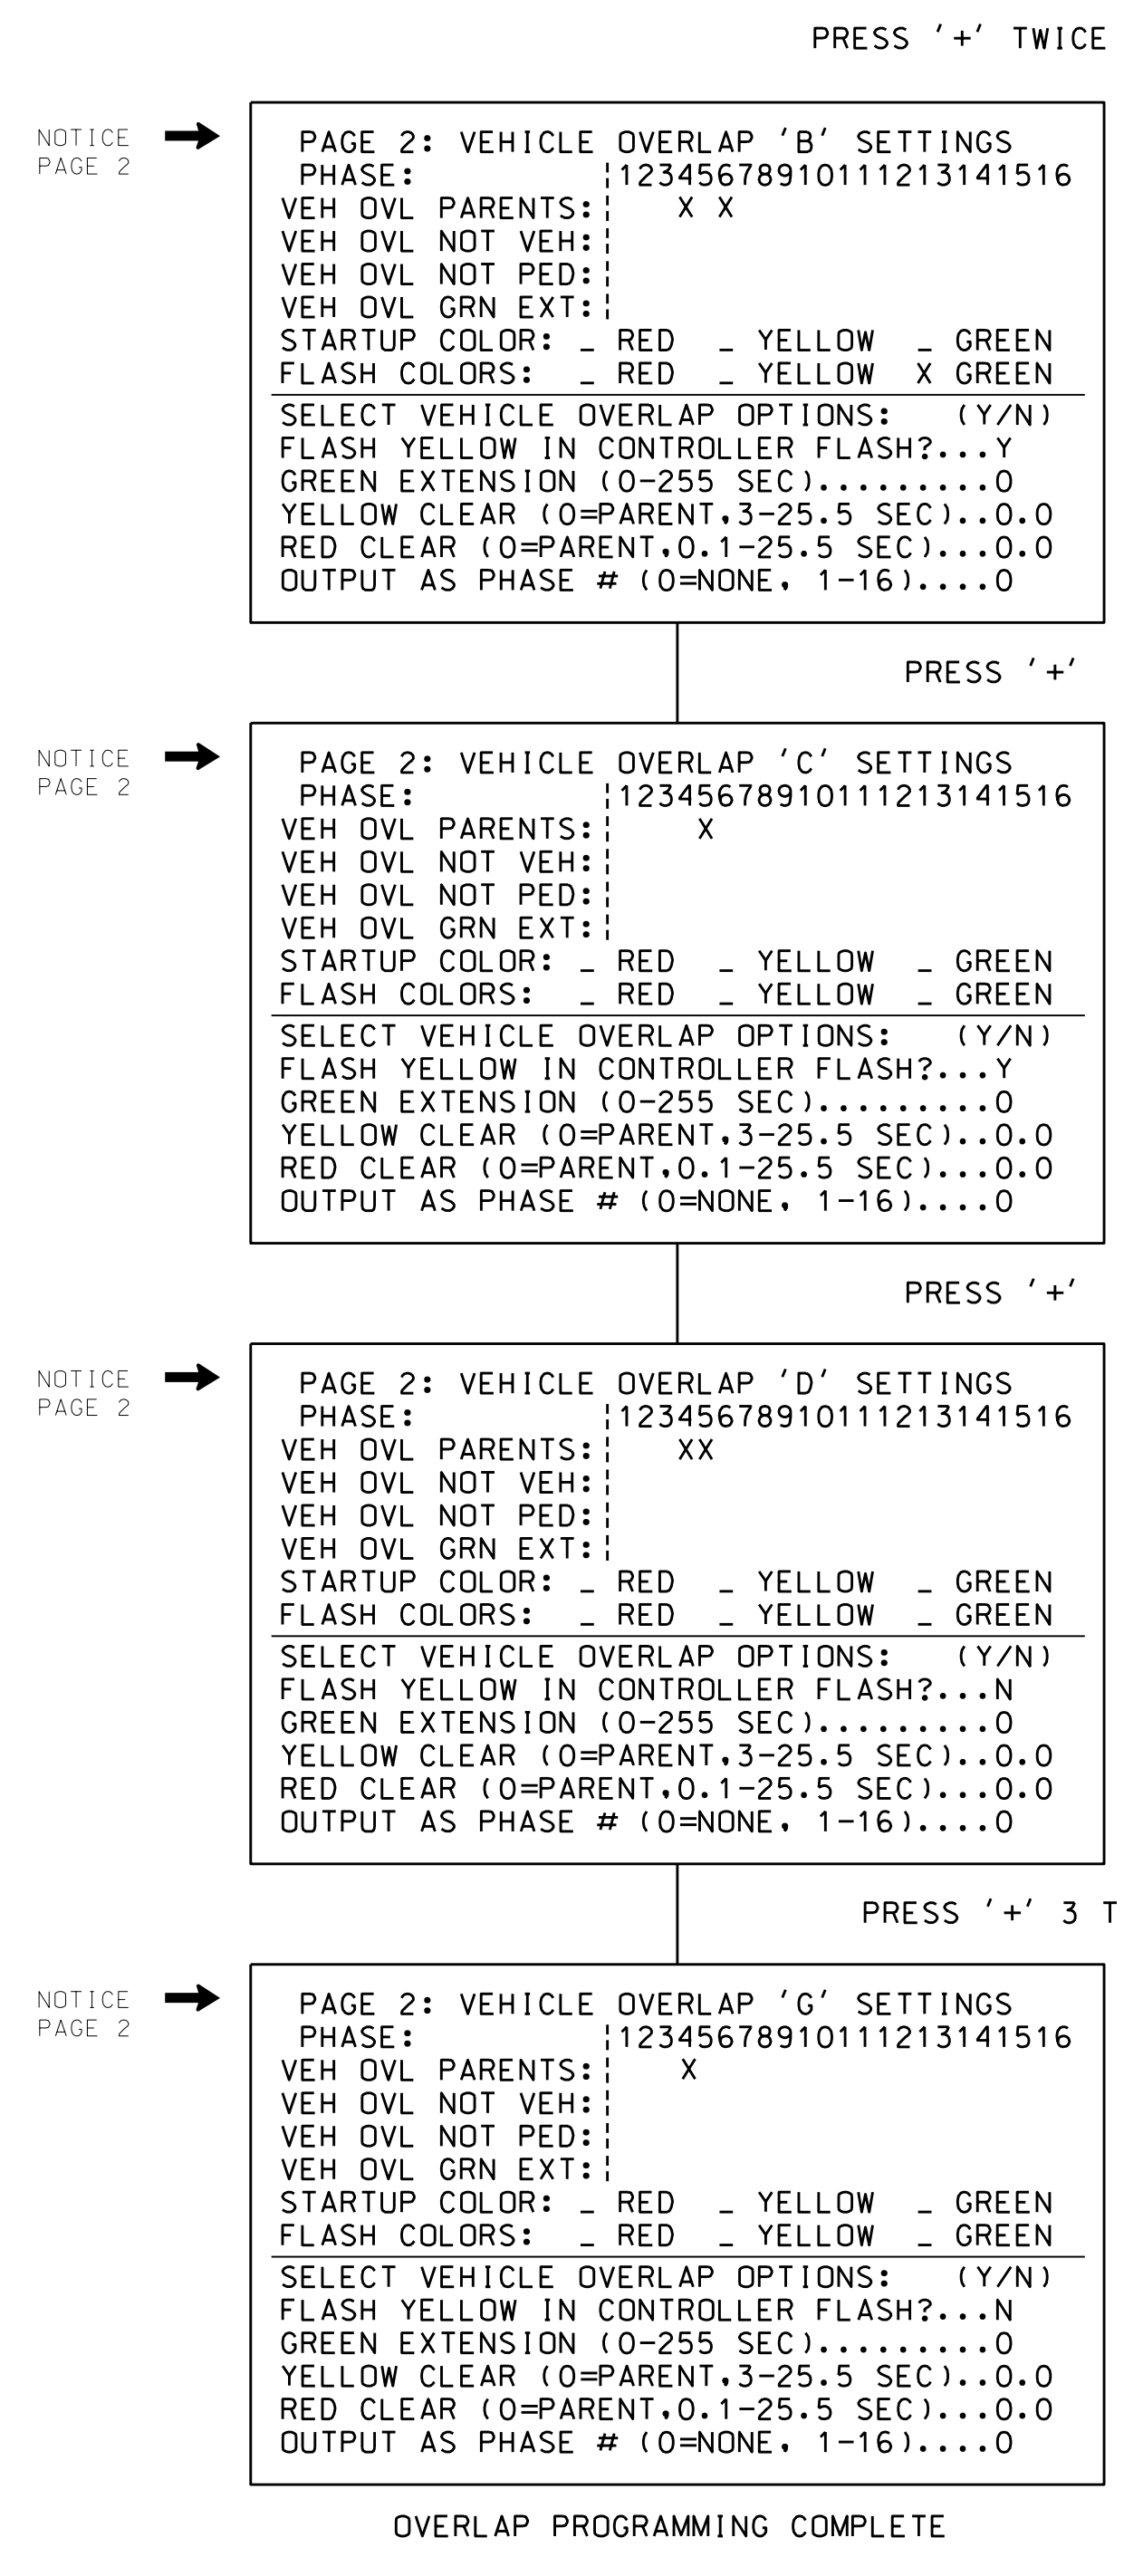 PRESS '+' TWICE
NOTICE
PAGE 2
PAGE 2: VEHICLE OVERLAP 'B' SETTINGS
PHASE: |12345678910111213141516
VEH OVL PARENTS:| X X
VEH OVL NOT VEH:|
VEH OVL NOT PED:|
VEH OVL GRN EXT:|
STARTUP COLOR: _ RED _ YELLOW _ GREEN
FLASH COLORS: _ RED _ YELLOW X GREEN
SELECT VEHICLE OVERLAP OPTIONS: (Y/N)
FLASH YELLOW IN CONTROLLER FLASH?...Y
GREEN EXTENSION (0-255 SEC).........0
YELLOW CLEAR (0=PARENT,3-25.5 SEC)..0.0
RED CLEAR (0=PARENT,0.1-25.5 SEC)...0.0
OUTPUT AS PHASE # (0=NONE, 1-16)....0
PRESS '+'
NOTICE
PAGE 2
PAGE 2: VEHICLE OVERLAP 'C' SETTINGS
PHASE: |12345678910111213141516
VEH OVL PARENTS:| X
VEH OVL NOT VEH:|
VEH OVL NOT PED:|
VEH OVL GRN EXT:|
STARTUP COLOR: _ RED _ YELLOW _ GREEN
FLASH COLORS: _ RED _ YELLOW _ GREEN
SELECT VEHICLE OVERLAP OPTIONS: (Y/N)
FLASH YELLOW IN CONTROLLER FLASH?...Y
GREEN EXTENSION (0-255 SEC).........0
YELLOW CLEAR (0=PARENT,3-25.5 SEC)..0.0
RED CLEAR (0=PARENT,0.1-25.5 SEC)...0.0
OUTPUT AS PHASE # (0=NONE, 1-16)....0
PRESS '+'
NOTICE
PAGE 2
PAGE 2: VEHICLE OVERLAP 'D' SETTINGS
PHASE: |12345678910111213141516
VEH OVL PARENTS:| XX
VEH OVL NOT VEH:|
VEH OVL NOT PED:|
VEH OVL GRN EXT:|
STARTUP COLOR: _ RED _ YELLOW _ GREEN
FLASH COLORS: _ RED _ YELLOW _ GREEN
SELECT VEHICLE OVERLAP OPTIONS: (Y/N)
FLASH YELLOW IN CONTROLLER FLASH?...N
GREEN EXTENSION (0-255 SEC).........0
YELLOW CLEAR (0=PARENT,3-25.5 SEC)..0.0
RED CLEAR (0=PARENT,0.1-25.5 SEC)...0.0
OUTPUT AS PHASE # (0=NONE, 1-16)....0
PRESS '+' 3 T
NOTICE
PAGE 2
PAGE 2: VEHICLE OVERLAP 'G' SETTINGS
PHASE: |12345678910111213141516
VEH OVL PARENTS:| X
VEH OVL NOT VEH:|
VEH OVL NOT PED:|
VEH OVL GRN EXT:|
STARTUP COLOR: _ RED _ YELLOW _ GREEN
FLASH COLORS: _ RED _ YELLOW _ GREEN
SELECT VEHICLE OVERLAP OPTIONS: (Y/N)
FLASH YELLOW IN CONTROLLER FLASH?...N
GREEN EXTENSION (0-255 SEC).........0
YELLOW CLEAR (0=PARENT,3-25.5 SEC)..0.0
RED CLEAR (0=PARENT,0.1-25.5 SEC)...0.0
OUTPUT AS PHASE # (0=NONE, 1-16)....0
OVERLAP PROGRAMMING COMPLETE